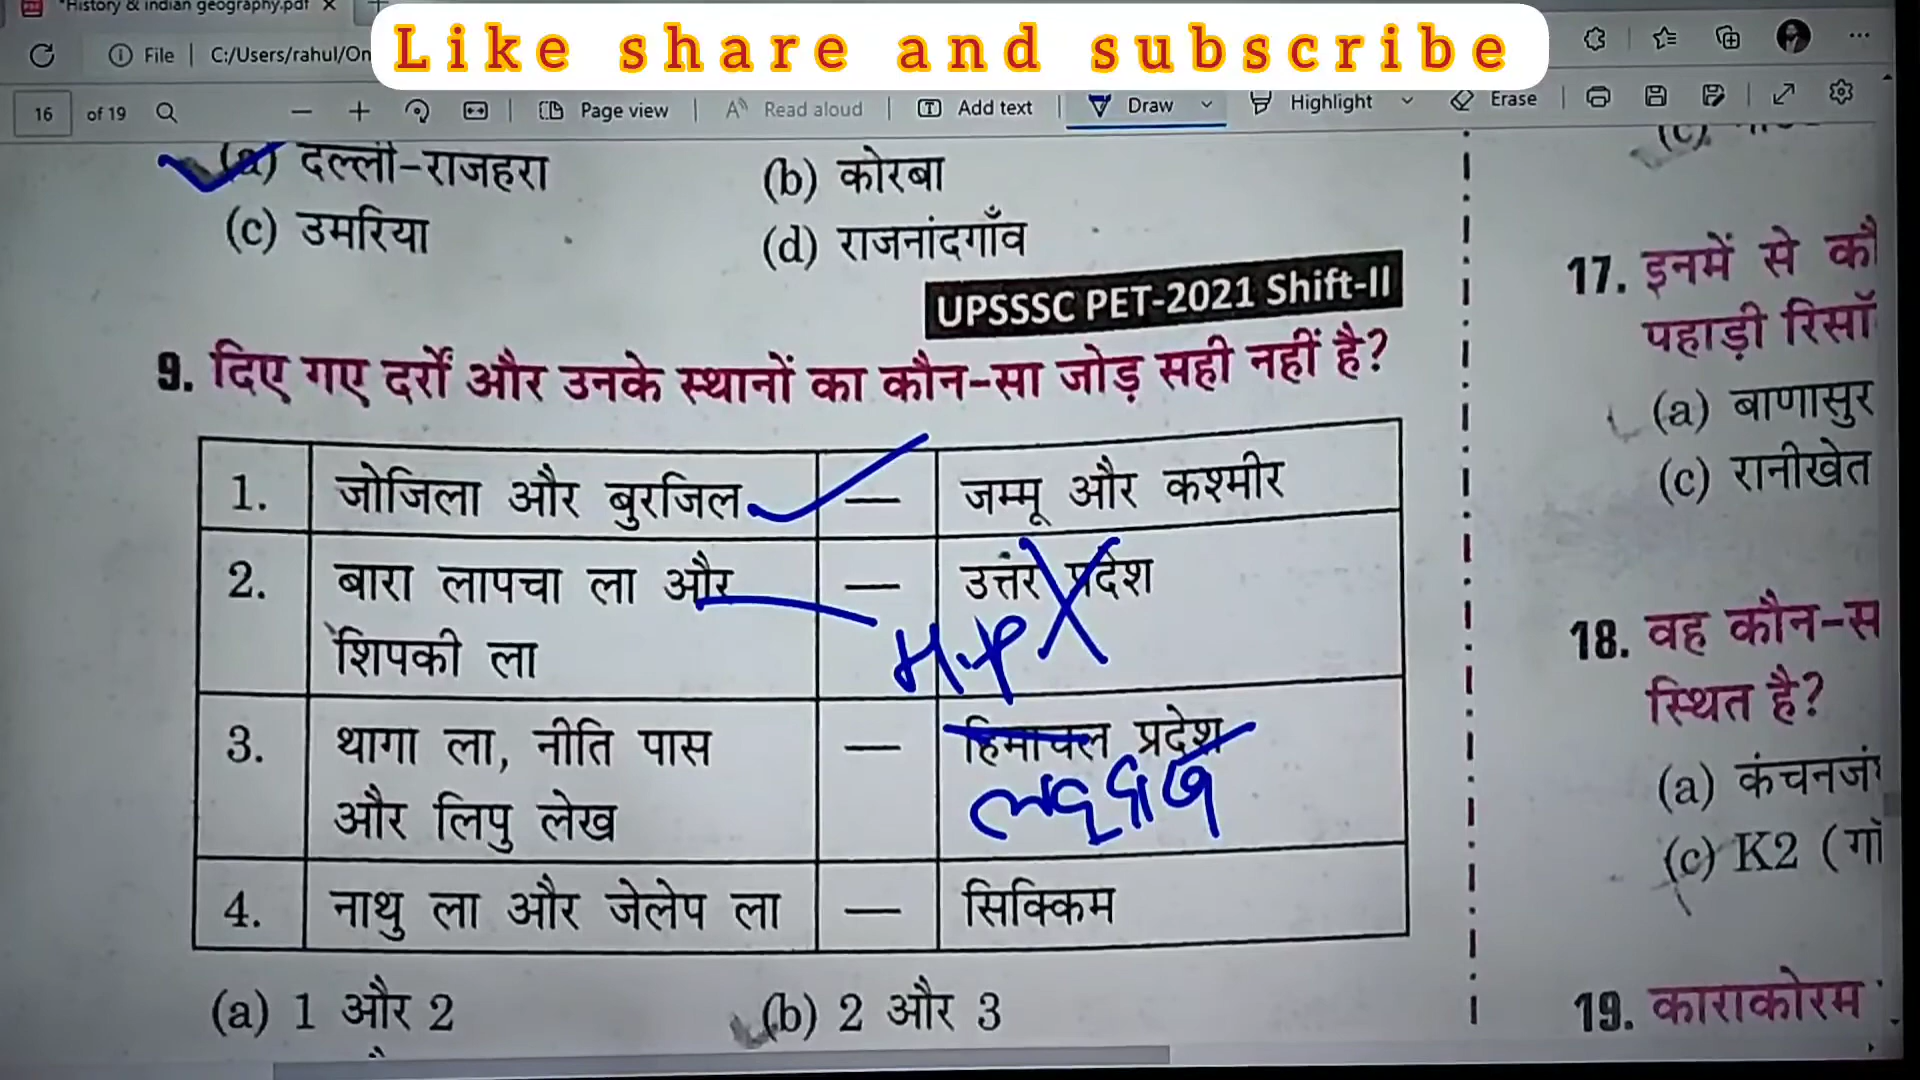 History & indian geography.pdf
Like share and subscribe
File C:/Users/rahul/On
16 of 19 Page view Read aloud Add text Draw Highlight Erase
(a) दल्ली-राजहरा (b) कोरबा
(c) उमरिया (d) राजनांदगाँव
UPSSSC PET-2021 Shift-II
9. दिए गए दर्रों और उनके स्थानों का कौन-सा जोड़ सही नहीं है?
1. जोजिला और बुरजिल — जम्मू और कश्मीर
2. बारा लापचा ला और — उत्तर प्रदेश
शिपकी ला
H.P
3. थागा ला, नीति पास — हिमाचल प्रदेश
और लिपु लेख
4. नाथु ला और जेलेप ला — सिक्किम
(a) 1 और 2 (b) 2 और 3
17. इनमें से कौ
पहाड़ी रिसॉ
(a) बाणासुर
(c) रानीखेत
18. वह कौन-स
स्थित है?
(a) कंचनजं
(c) K2 (गॉ
19. काराकोरम